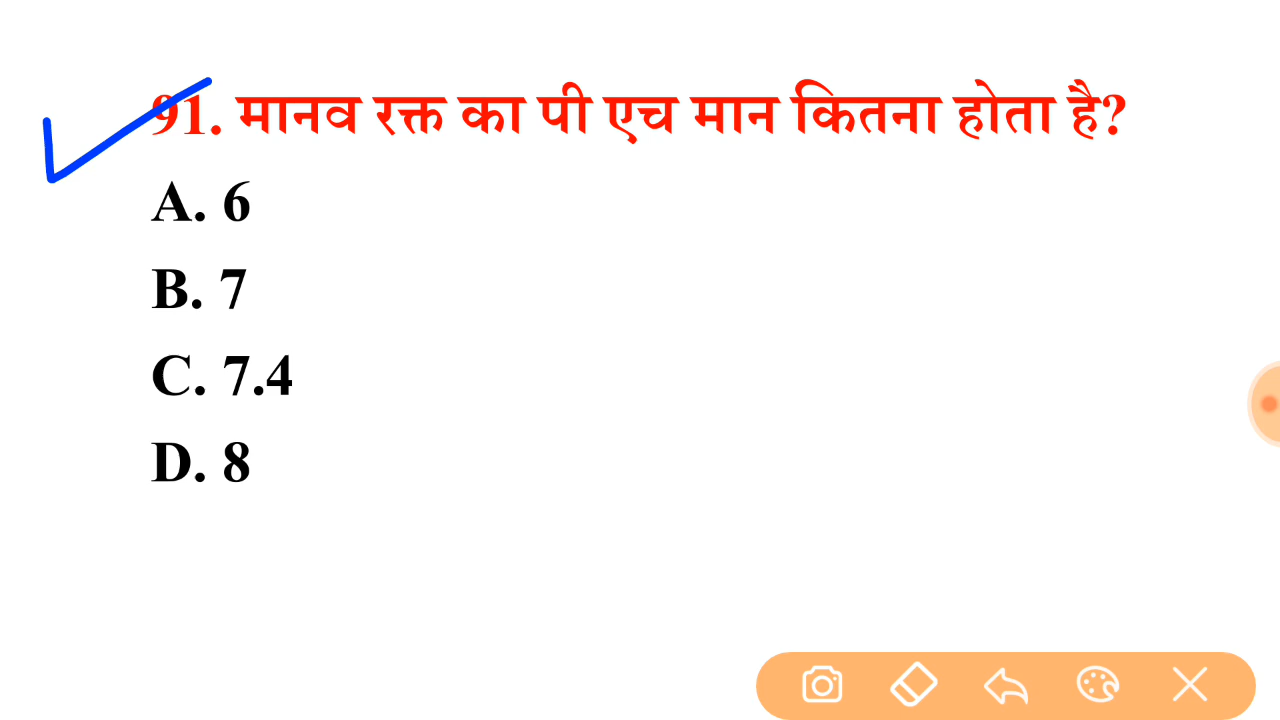 91. मानव रक्त का पी एच मान कितना होता है?
A. 6
B. 7
C. 7.4
D. 8